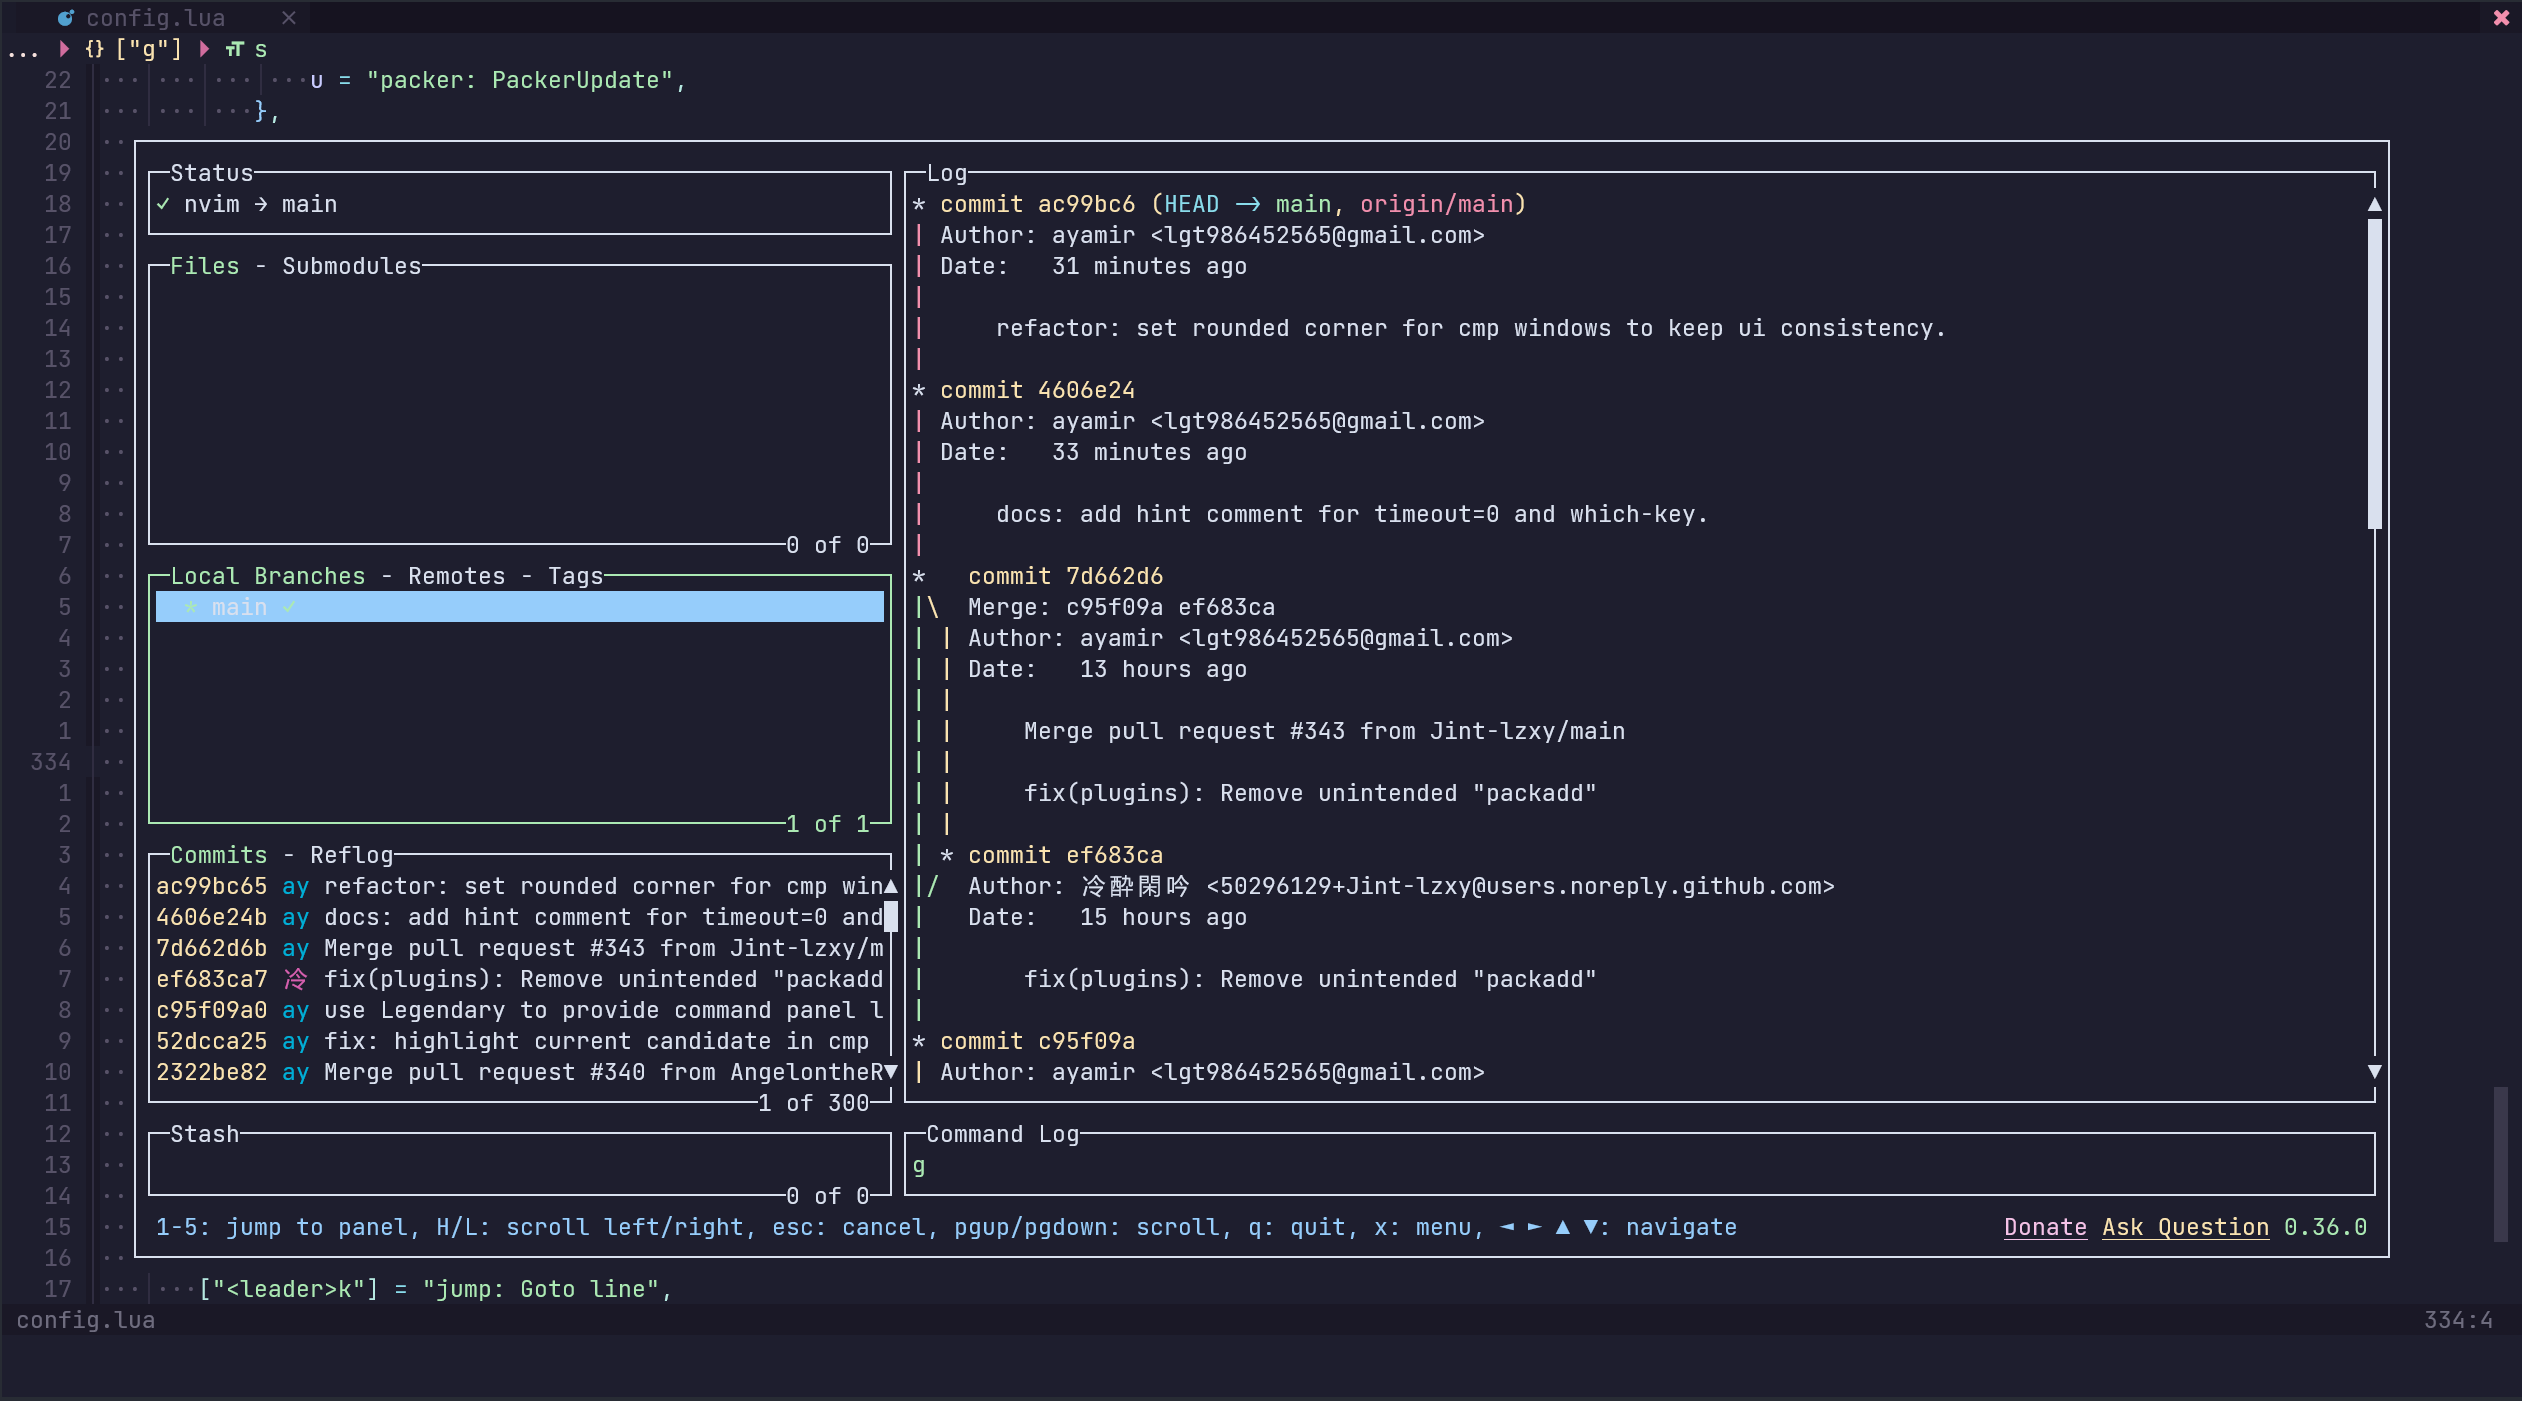 config.lua ×
... {} ["g"] s
22 u = "packer: PackerUpdate",
21 },
20
19 Status
18 ✓ nvim → main
17
16 Files - Submodules
15
14
13
12
11
10
9
8
7 0 of 0
6 Local Branches - Remotes - Tags
5 * main ✓
4
3
2
1
334
1
2 1 of 1
3 Commits - Reflog
4 ac99bc65 ay refactor: set rounded corner for cmp win
5 4606e24b ay docs: add hint comment for timeout=0 and
6 7d662d6b ay Merge pull request #343 from Jint-lzxy/m
7 ef683ca7 冷 fix(plugins): Remove unintended "packadd
8 c95f09a0 ay use Legendary to provide command panel l
9 52dcca25 ay fix: highlight current candidate in cmp
10 2322be82 ay Merge pull request #340 from AngelontheR
11 1 of 300
12 Stash
13
14 0 of 0
Log
* commit ac99bc6 (HEAD -> main, origin/main)
| Author: ayamir <lgt986452565@gmail.com>
| Date:   31 minutes ago
|
|     refactor: set rounded corner for cmp windows to keep ui consistency.
|
* commit 4606e24
| Author: ayamir <lgt986452565@gmail.com>
| Date:   33 minutes ago
|
|     docs: add hint comment for timeout=0 and which-key.
|
*   commit 7d662d6
|\  Merge: c95f09a ef683ca
| | Author: ayamir <lgt986452565@gmail.com>
| | Date:   13 hours ago
| |
| |     Merge pull request #343 from Jint-lzxy/main
| |
| |     fix(plugins): Remove unintended "packadd"
| |
| * commit ef683ca
|/  Author: 冷酔閑吟 <50296129+Jint-lzxy@users.noreply.github.com>
|   Date:   15 hours ago
|
|       fix(plugins): Remove unintended "packadd"
|
* commit c95f09a
| Author: ayamir <lgt986452565@gmail.com>
Command Log
g
15 1-5: jump to panel, H/L: scroll left/right, esc: cancel, pgup/pgdown: scroll, q: quit, x: menu, ◄ ► ▲ ▼: navigate Donate Ask Question 0.36.0
16
17 ["<leader>k"] = "jump: Goto line",
config.lua 334:4